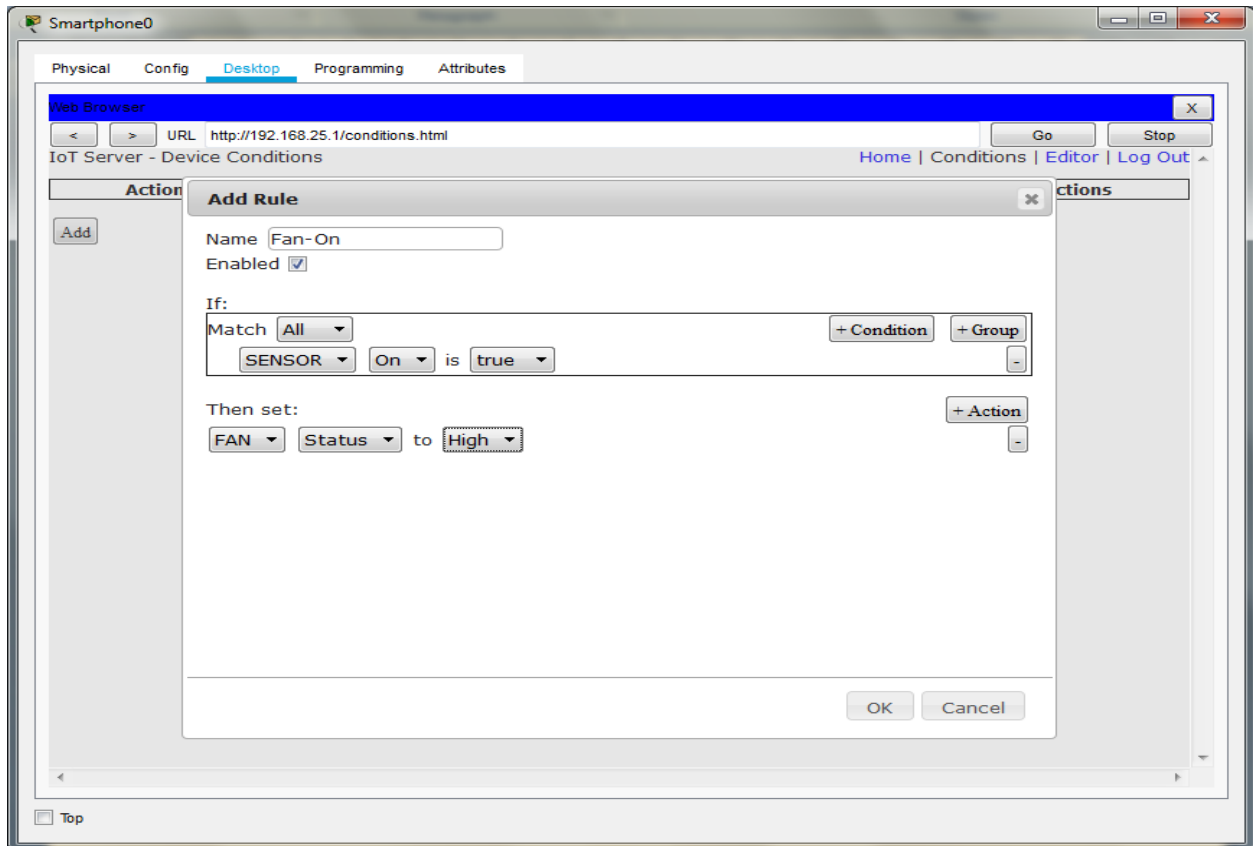 Smartphone0
Physical Config Desktop Programming Attributes
Web Browser X
< > URL http://192.168.25.1/conditions.html Go Stop
IoT Server - Device Conditions Home | Conditions | Editor | Log Out
Action ctions
Add Rule
Add
Name Fan-On
Enabled
If:
Match All + Condition + Group
SENSOR On is true -
Then set: + Action
FAN Status to High -
OK Cancel
Top